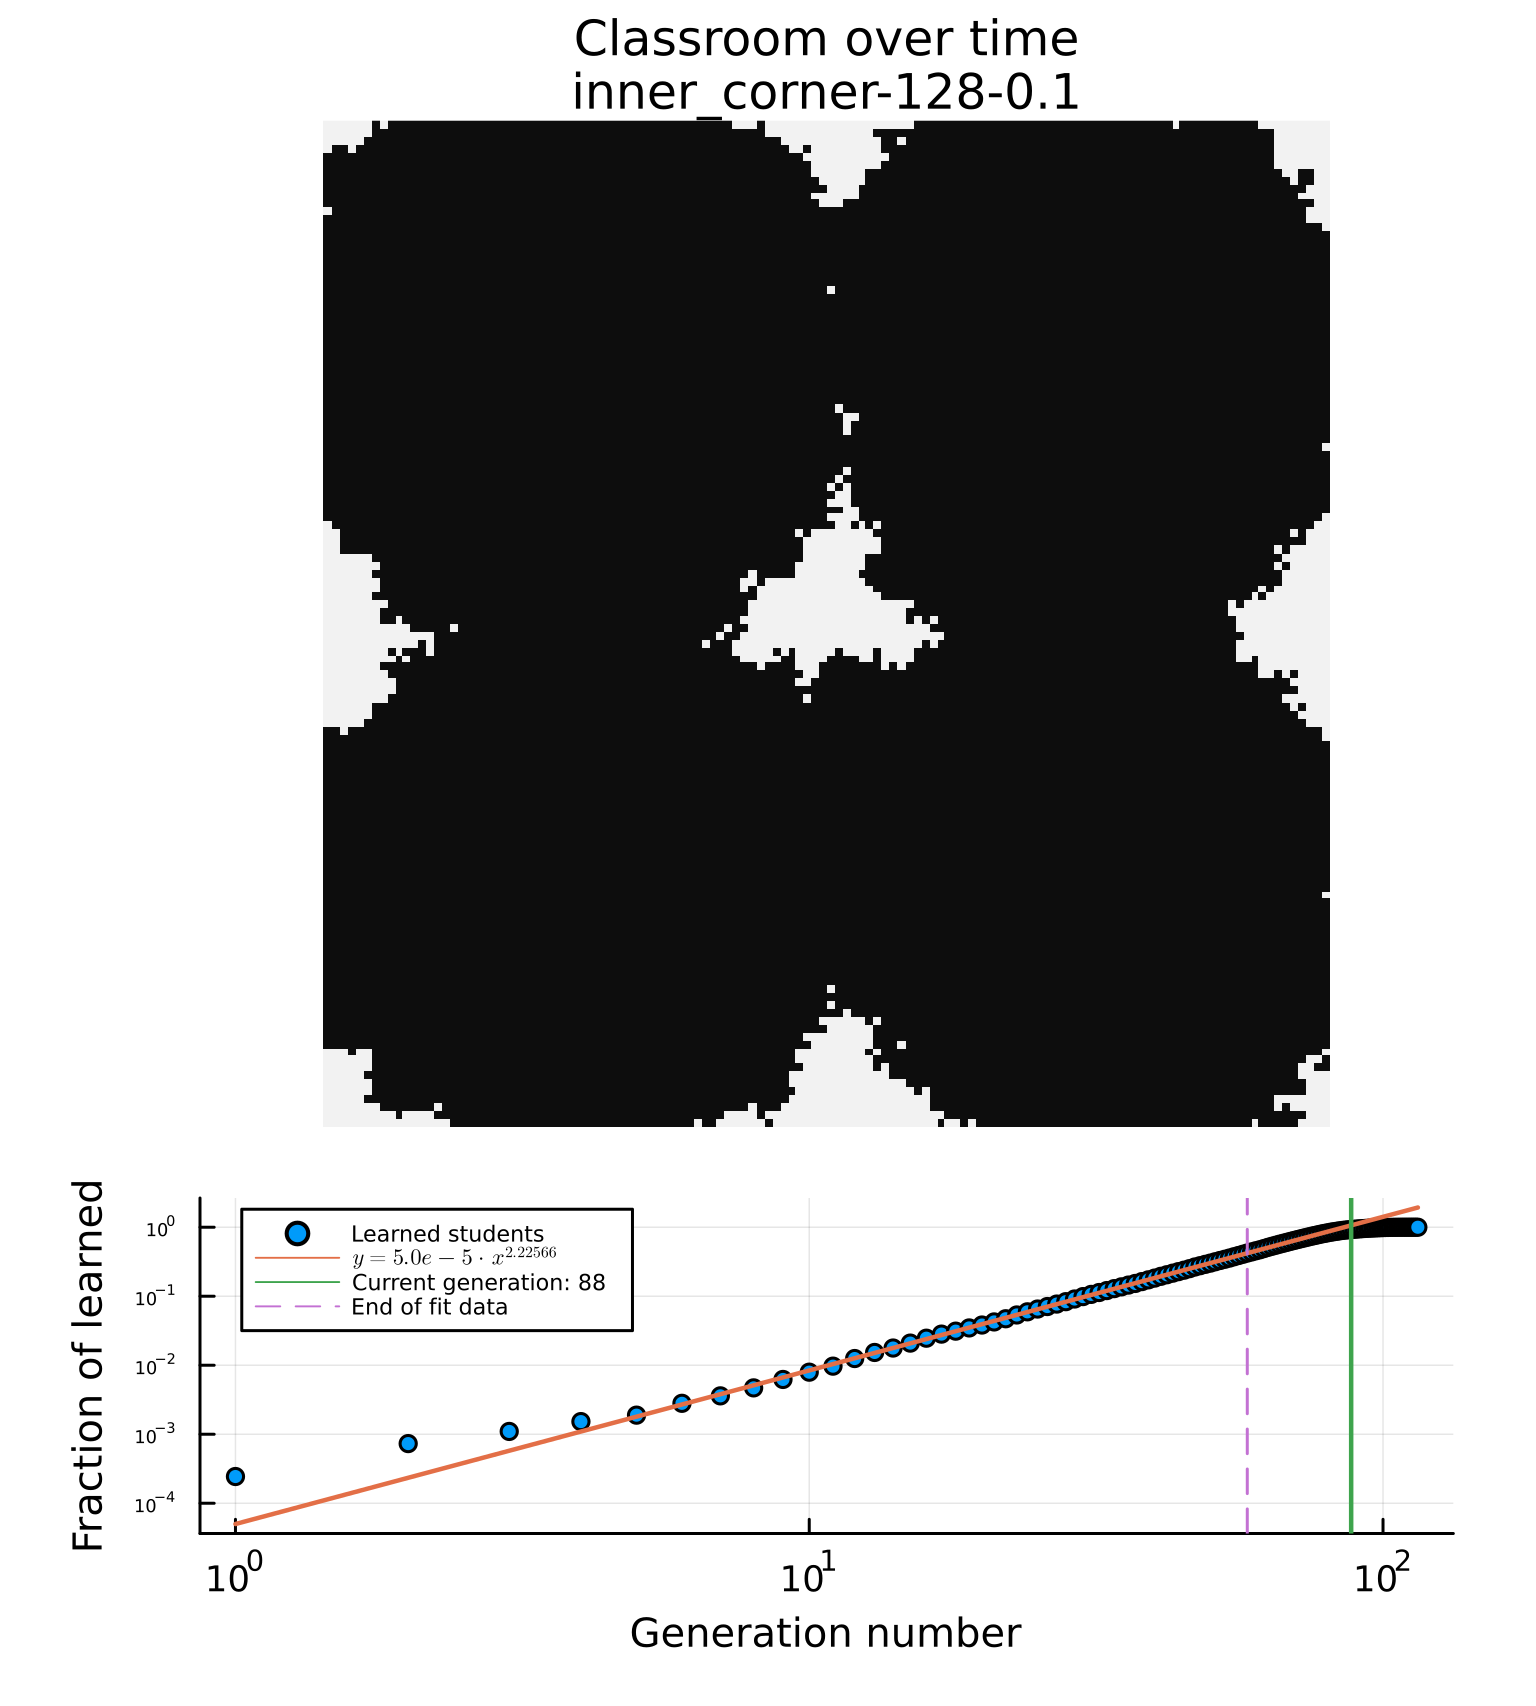 Classroom over time
inner_corner-128-0.1
Fraction of learned
10^0
10^-1
10^-2
10^-3
10^-4
Learned students
y = 5.0e − 5 · x^2.22566
Current generation: 88
End of fit data
10^0 10^1 10^2
Generation number